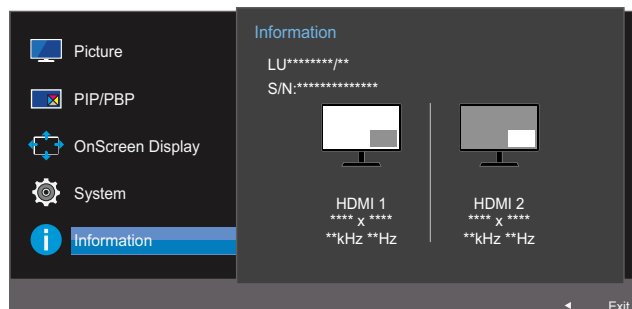 Picture
PIP/PBP
OnScreen Display
System
Information
Information
LU********/**
S/N:**************
HDMI 1
**** x ****
**kHz **Hz
HDMI 2
**** x ****
**kHz **Hz
Exit